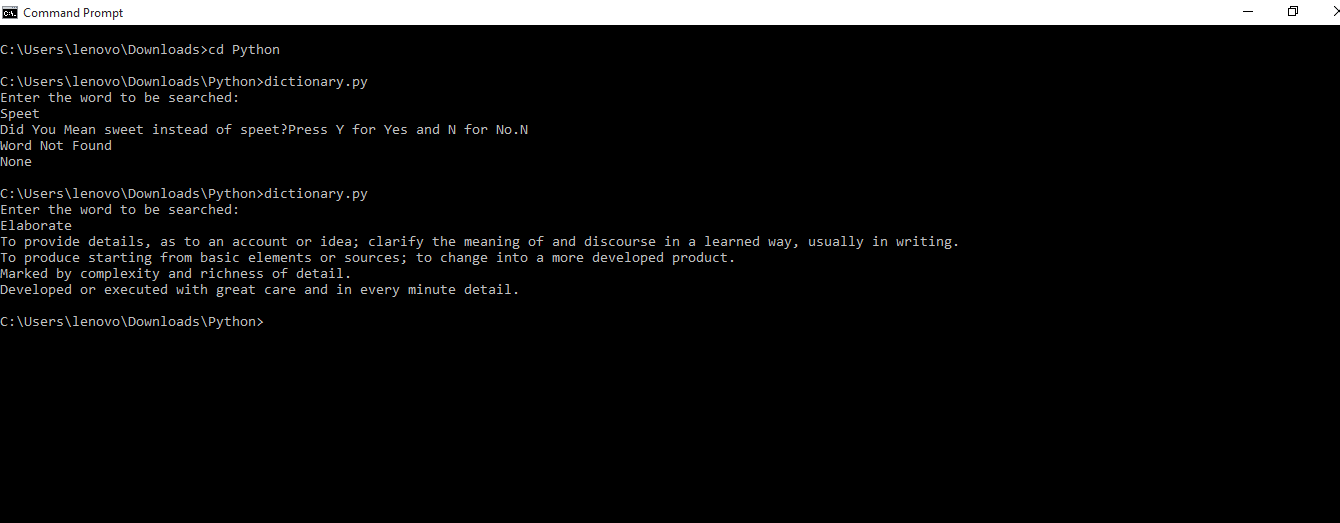 Command Prompt
C:\Users\lenovo\Downloads>cd Python
C:\Users\lenovo\Downloads\Python>dictionary.py
Enter the word to be searched:
Speet
Did You Mean sweet instead of speet?Press Y for Yes and N for No.N
Word Not Found
None
C:\Users\lenovo\Downloads\Python>dictionary.py
Enter the word to be searched:
Elaborate
To provide details, as to an account or idea; clarify the meaning of and discourse in a learned way, usually in writing.
To produce starting from basic elements or sources; to change into a more developed product.
Marked by complexity and richness of detail.
Developed or executed with great care and in every minute detail.
C:\Users\lenovo\Downloads\Python>